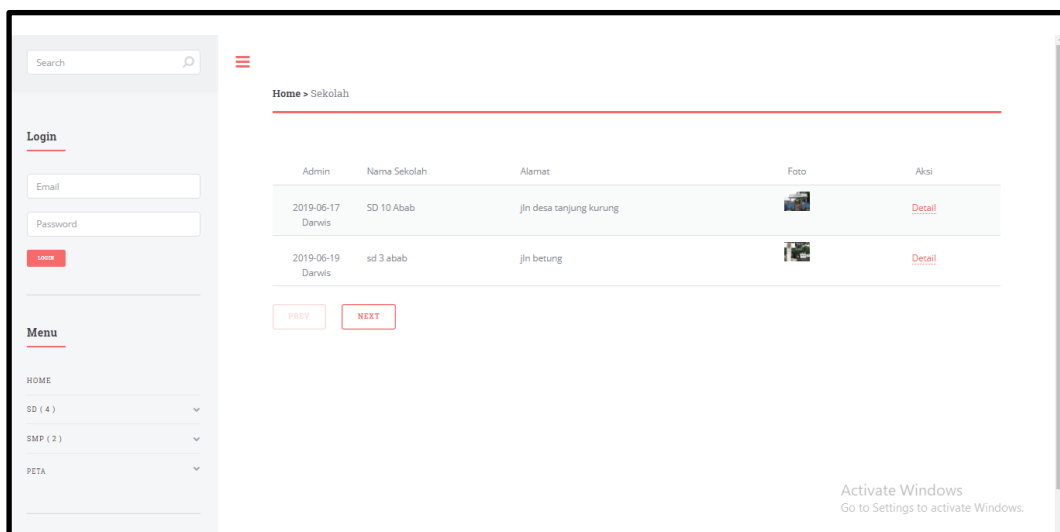 Search
Login
Email
Password
LOGIN
Menu
HOME
SD ( 4 )
SMP ( 2 )
PETA
Home > Sekolah
Admin Nama Sekolah Alamat Foto Aksi
2019-06-17 SD 10 Abab jln desa tanjung kurung Detail
Darwis
2019-06-19 sd 3 abab jln betung Detail
Darwis
PREV NEXT
Activate Windows
Go to Settings to activate Windows.